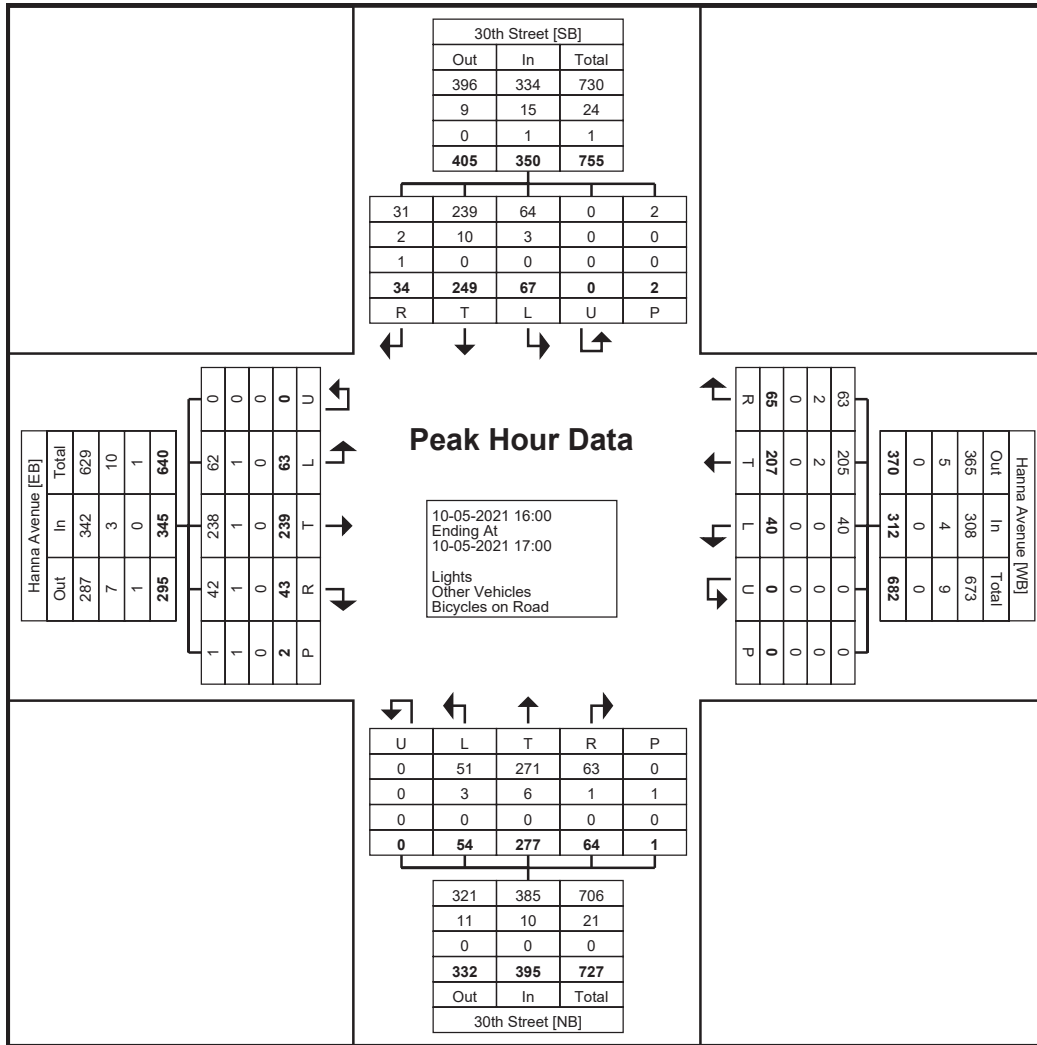 30th Street [SB]
Out In Total
396 334 730
9 15 24
0 1 1
405 350 755
31 239 64 0 2
2 10 3 0 0
1 0 0 0 0
34 249 67 0 2
R T L U P
Hanna Avenue [EB]
Total In Out
629 342 287
10 3 7
1 0 1
640 345 295
0 62 238 42 1
0 1 1 1 1
0 0 0 0 0
0 63 239 43 2
U L T R P
Peak Hour Data
10-05-2021 16:00
Ending At
10-05-2021 17:00
Lights
Other Vehicles
Bicycles on Road
R T L U P
65 207 40 0 0
0 0 0 0 0
2 2 0 0 0
63 205 40 0 0
Hanna Avenue [WB]
Out In Total
365 308 673
5 4 9
0 0 0
370 312 682
U L T R P
0 51 271 63 0
0 3 6 1 1
0 0 0 0 0
0 54 277 64 1
321 385 706
11 10 21
0 0 0
332 395 727
Out In Total
30th Street [NB]